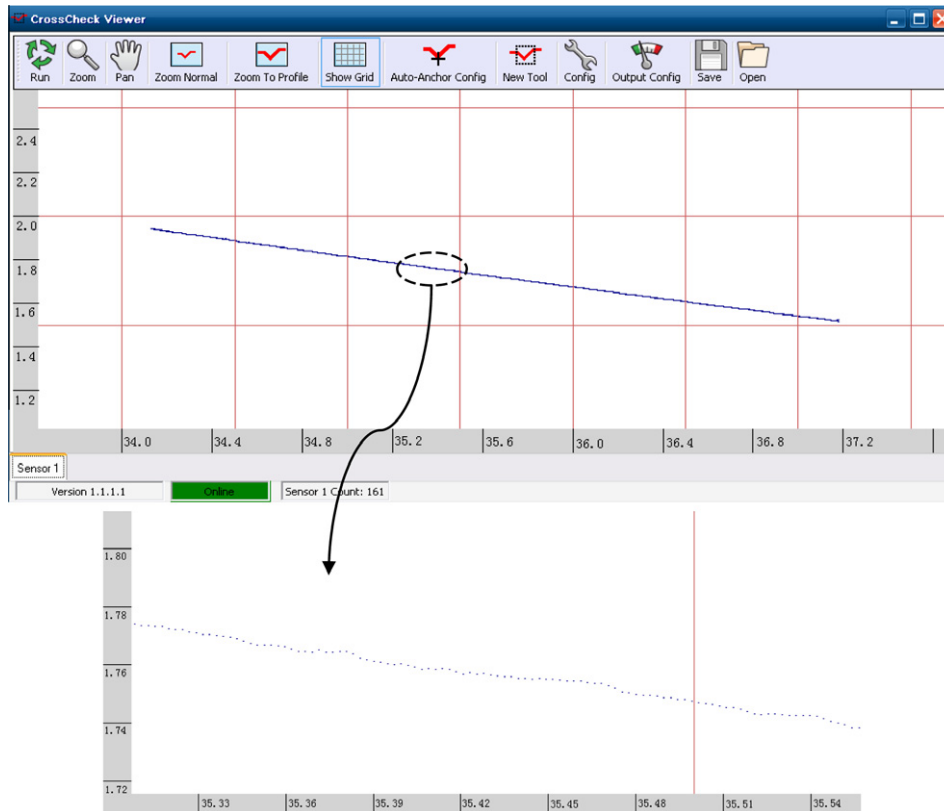 CrossCheck Viewer
Run Zoom Pan Zoom Normal Zoom To Profile Show Grid Auto-Anchor Config New Tool Config Output Config Save Open
2.4
2.2
2.0
1.8
1.6
1.4
1.2
34.0 34.4 34.8 35.2 35.6 36.0 36.4 36.8 37.2
Sensor 1
Version 1.1.1.1 Online Sensor 1 Count: 161
1.80
1.78
1.76
1.74
1.72
35.33 35.36 35.39 35.42 35.45 35.48 35.51 35.54